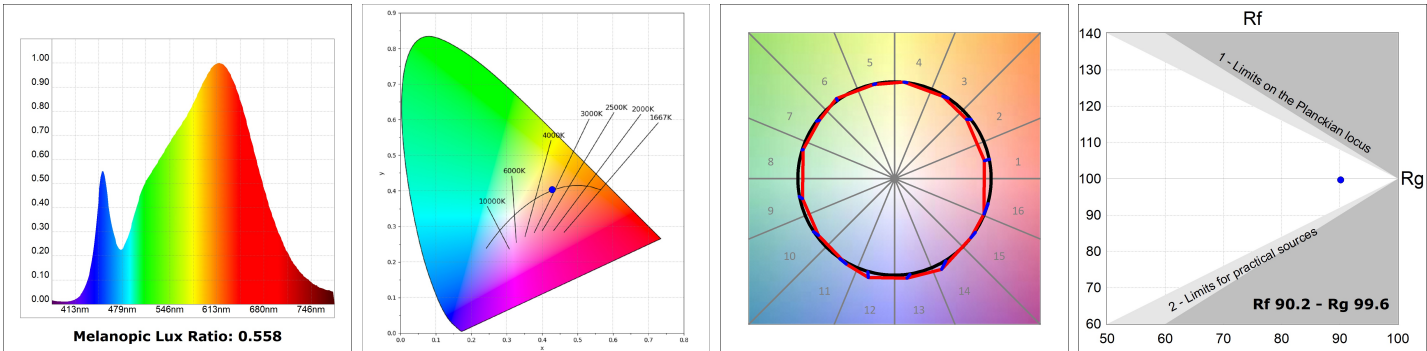 1.00
0.90
0.80
0.70
0.60
0.50
0.40
0.30
0.20
0.10
0.00
413nm 479nm 546nm 613nm 680nm 746nm
Melanopic Lux Ratio: 0.558
0.9
0.8
0.7
0.6
0.5
0.4
0.3
0.2
0.1
0.0
y
0.0 0.1 0.2 0.3 0.4 0.5 0.6 0.7 0.8
x
10000K
6000K
4000K
3000K
2500K
2000K
1667K
1
2
3
4
5
6
7
8
9
10
11
12
13
14
15
16
Rf
140
130
120
110
100
90
80
70
60
Rg
1 - Limits on the Planckian locus
2 - Limits for practical sources
Rf 90.2 - Rg 99.6
50 60 70 80 90 100